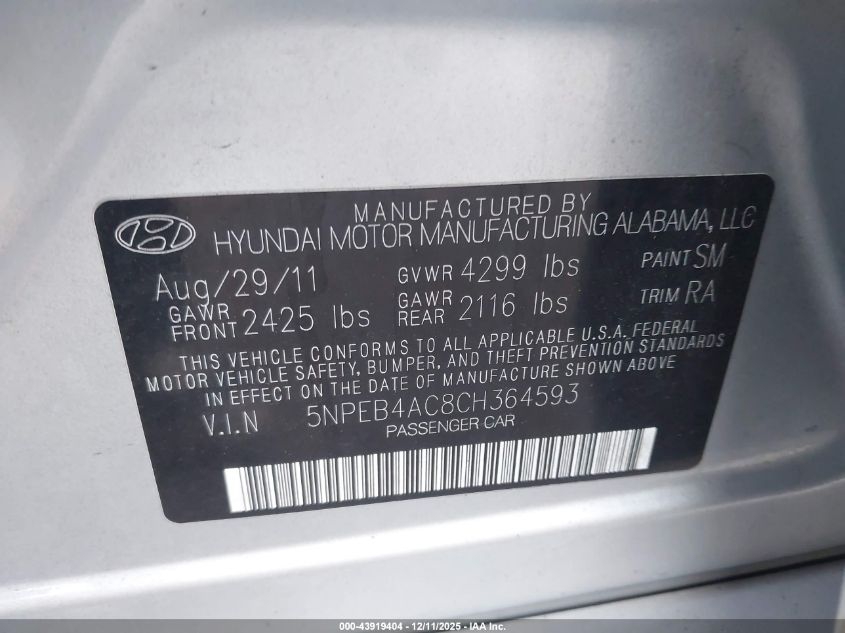 MANUFACTURED BY
HYUNDAI MOTOR MANUFACTURING ALABAMA, LLC
Aug/29/11 GVWR 4299 lbs PAINT SM
GAWR FRONT 2425 lbs GAWR REAR 2116 lbs TRIM RA
THIS VEHICLE CONFORMS TO ALL APPLICABLE U.S.A. FEDERAL
MOTOR VEHICLE SAFETY, BUMPER, AND THEFT PREVENTION STANDARDS
IN EFFECT ON THE DATE OF MANUFACTURE SHOWN ABOVE
V.I.N 5NPEB4AC8CH364593
PASSENGER CAR
000-43919404 - 12/11/2025 - IAA Inc.